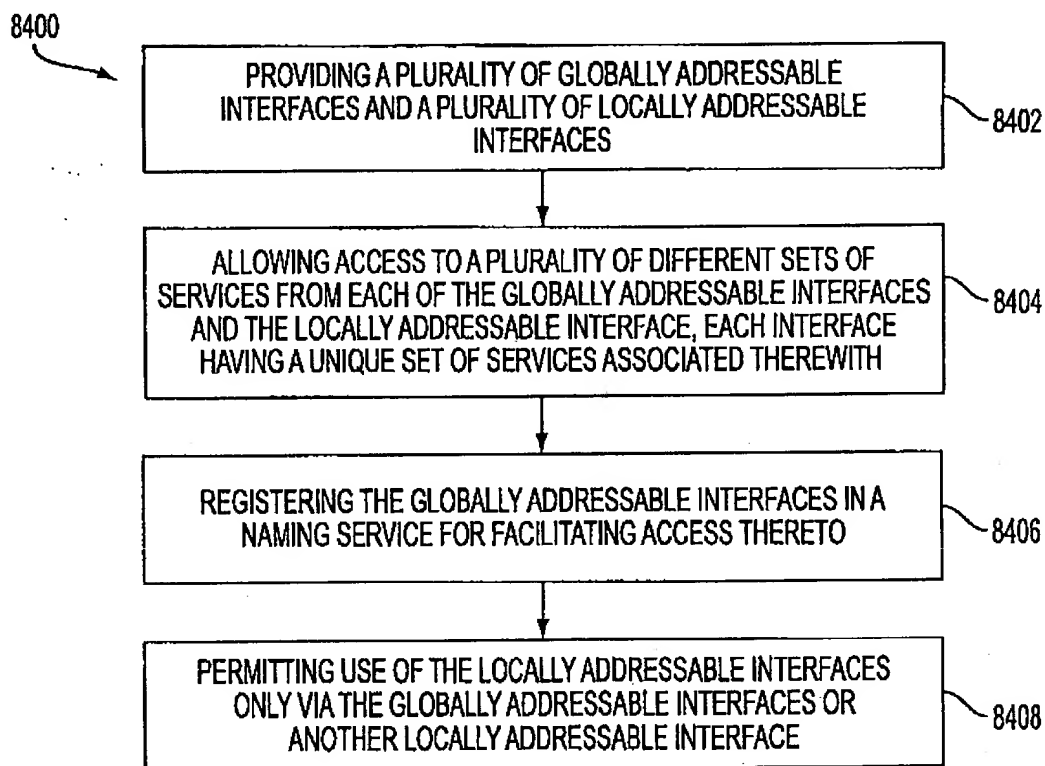 8400
PROVIDING A PLURALITY OF GLOBALLY ADDRESSABLE
INTERFACES AND A PLURALITY OF LOCALLY ADDRESSABLE
INTERFACES
8402
ALLOWING ACCESS TO A PLURALITY OF DIFFERENT SETS OF
SERVICES FROM EACH OF THE GLOBALLY ADDRESSABLE INTERFACES
AND THE LOCALLY ADDRESSABLE INTERFACE, EACH INTERFACE
HAVING A UNIQUE SET OF SERVICES ASSOCIATED THEREWITH
8404
REGISTERING THE GLOBALLY ADDRESSABLE INTERFACES IN A
NAMING SERVICE FOR FACILITATING ACCESS THERETO
8406
PERMITTING USE OF THE LOCALLY ADDRESSABLE INTERFACES
ONLY VIA THE GLOBALLY ADDRESSABLE INTERFACES OR
ANOTHER LOCALLY ADDRESSABLE INTERFACE
8408